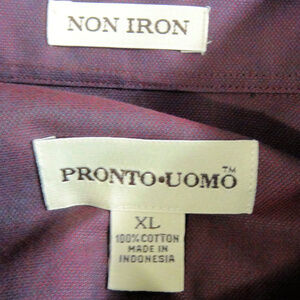 NON IRON
PRONTO•UOMO™
XL
100% COTTON
MADE IN
INDONESIA